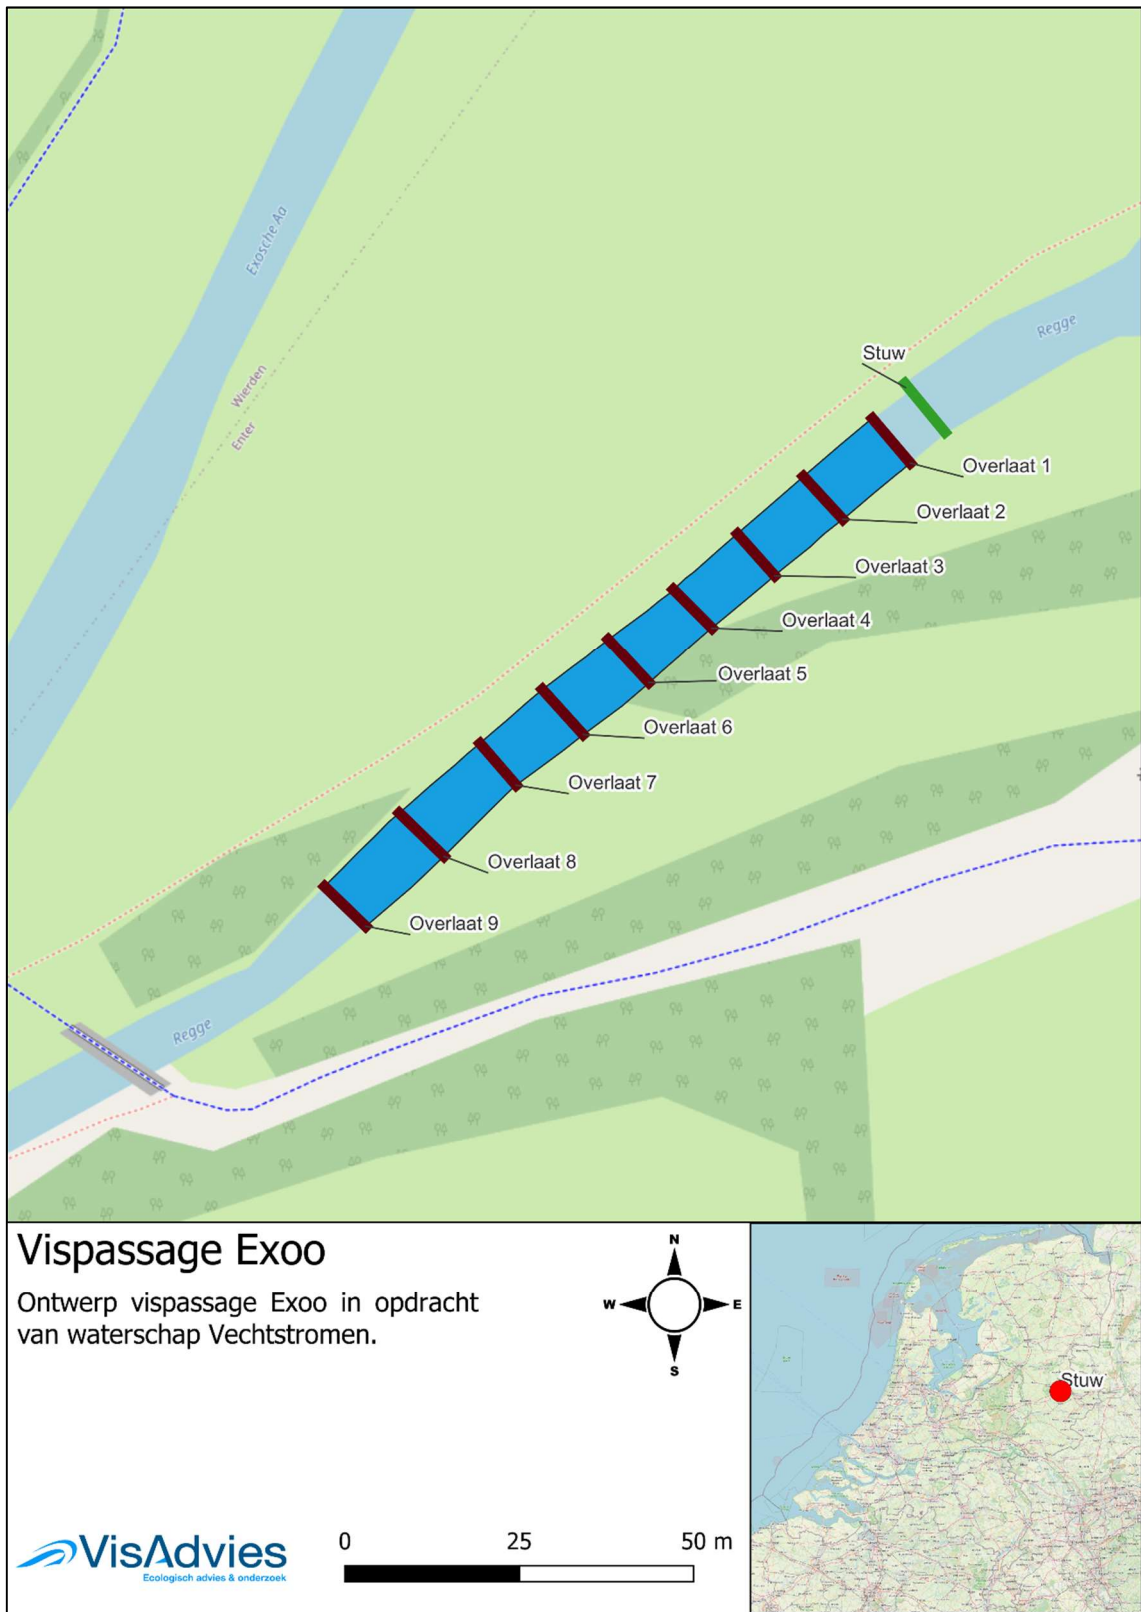 Exosche Aa
Wierden
Enter
Regge
Stuw
Overlaat 1
Overlaat 2
Overlaat 3
Overlaat 4
Overlaat 5
Overlaat 6
Overlaat 7
Overlaat 8
Overlaat 9
Regge
Vispassage Exoo
Ontwerp vispassage Exoo in opdracht
van waterschap Vechtstromen.
N
W E
S
Stuw
VisAdvies
Ecologisch advies & onderzoek
0 25 50 m